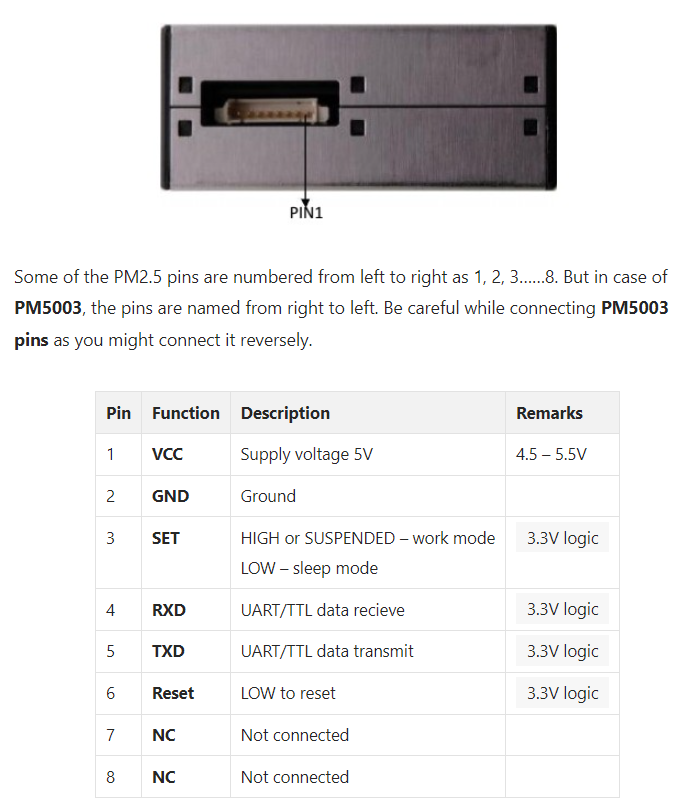 PIN1
Some of the PM2.5 pins are numbered from left to right as 1, 2, 3……8. But in case of
PM5003, the pins are named from right to left. Be careful while connecting PM5003
pins as you might connect it reversely.
Pin Function Description Remarks
1 VCC Supply voltage 5V 4.5 – 5.5V
2 GND Ground
3 SET HIGH or SUSPENDED – work mode 3.3V logic
LOW – sleep mode
4 RXD UART/TTL data recieve 3.3V logic
5 TXD UART/TTL data transmit 3.3V logic
6 Reset LOW to reset 3.3V logic
7 NC Not connected
8 NC Not connected